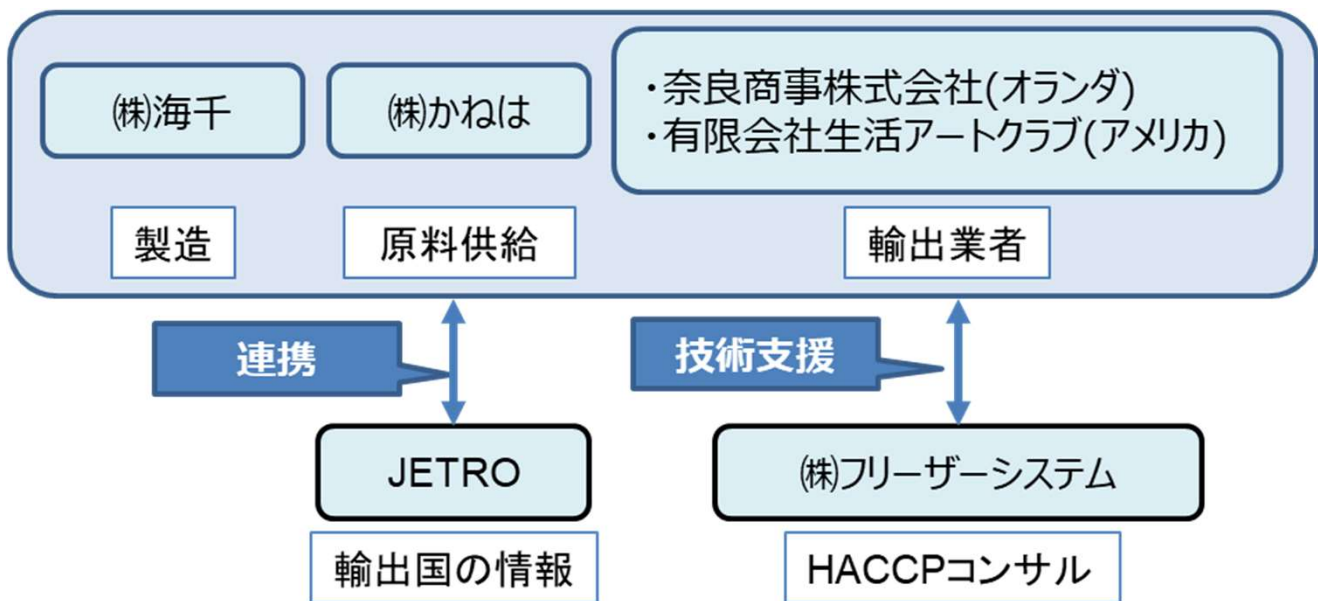 ㈱海千
㈱かねは
・奈良商事株式会社(オランダ)
・有限会社生活アートクラブ(アメリカ)
製造
原料供給
輸出業者
連携
技術支援
JETRO
㈱フリーザーシステム
輸出国の情報
HACCPコンサル